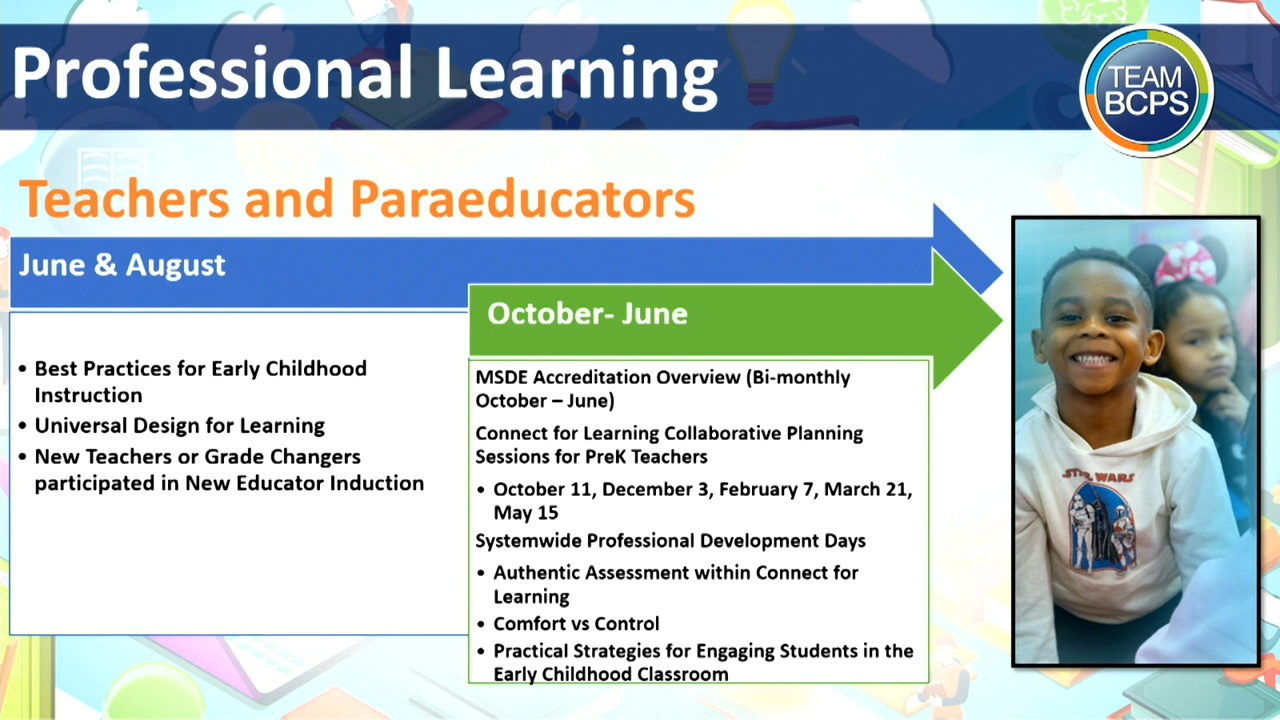 Professional Learning
TEAM
BCPS
Teachers and Paraeducators
June & August
• Best Practices for Early Childhood
Instruction
• Universal Design for Learning
• New Teachers or Grade Changers
participated in New Educator Induction
October- June
MSDE Accreditation Overview (Bi-monthly
October – June)
Connect for Learning Collaborative Planning
Sessions for PreK Teachers
• October 11, December 3, February 7, March 21,
May 15
Systemwide Professional Development Days
• Authentic Assessment within Connect for
Learning
• Comfort vs Control
• Practical Strategies for Engaging Students in the
Early Childhood Classroom
STAR WARS